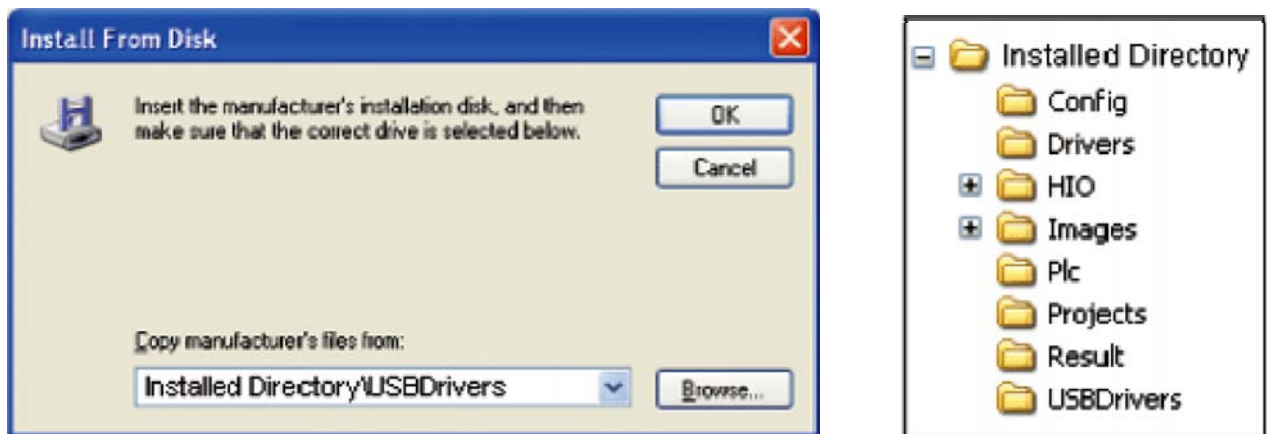 Install From Disk
Insert the manufacturer's installation disk, and then
make sure that the correct drive is selected below.
OK
Cancel
Copy manufacturer's files from:
Installed Directory\USBDrivers
Browse...
Installed Directory
Config
Drivers
HIO
Images
Plc
Projects
Result
USBDrivers